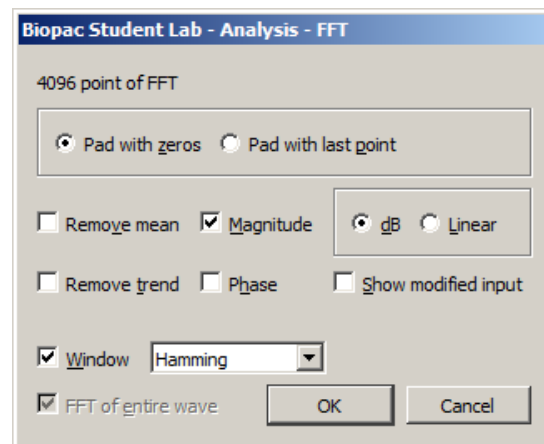 Biopac Student Lab - Analysis - FFT
4096 point of FFT
Pad with zeros Pad with last point
Remove mean Magnitude dB Linear
Remove trend Phase Show modified input
Window Hamming
FFT of entire wave OK Cancel